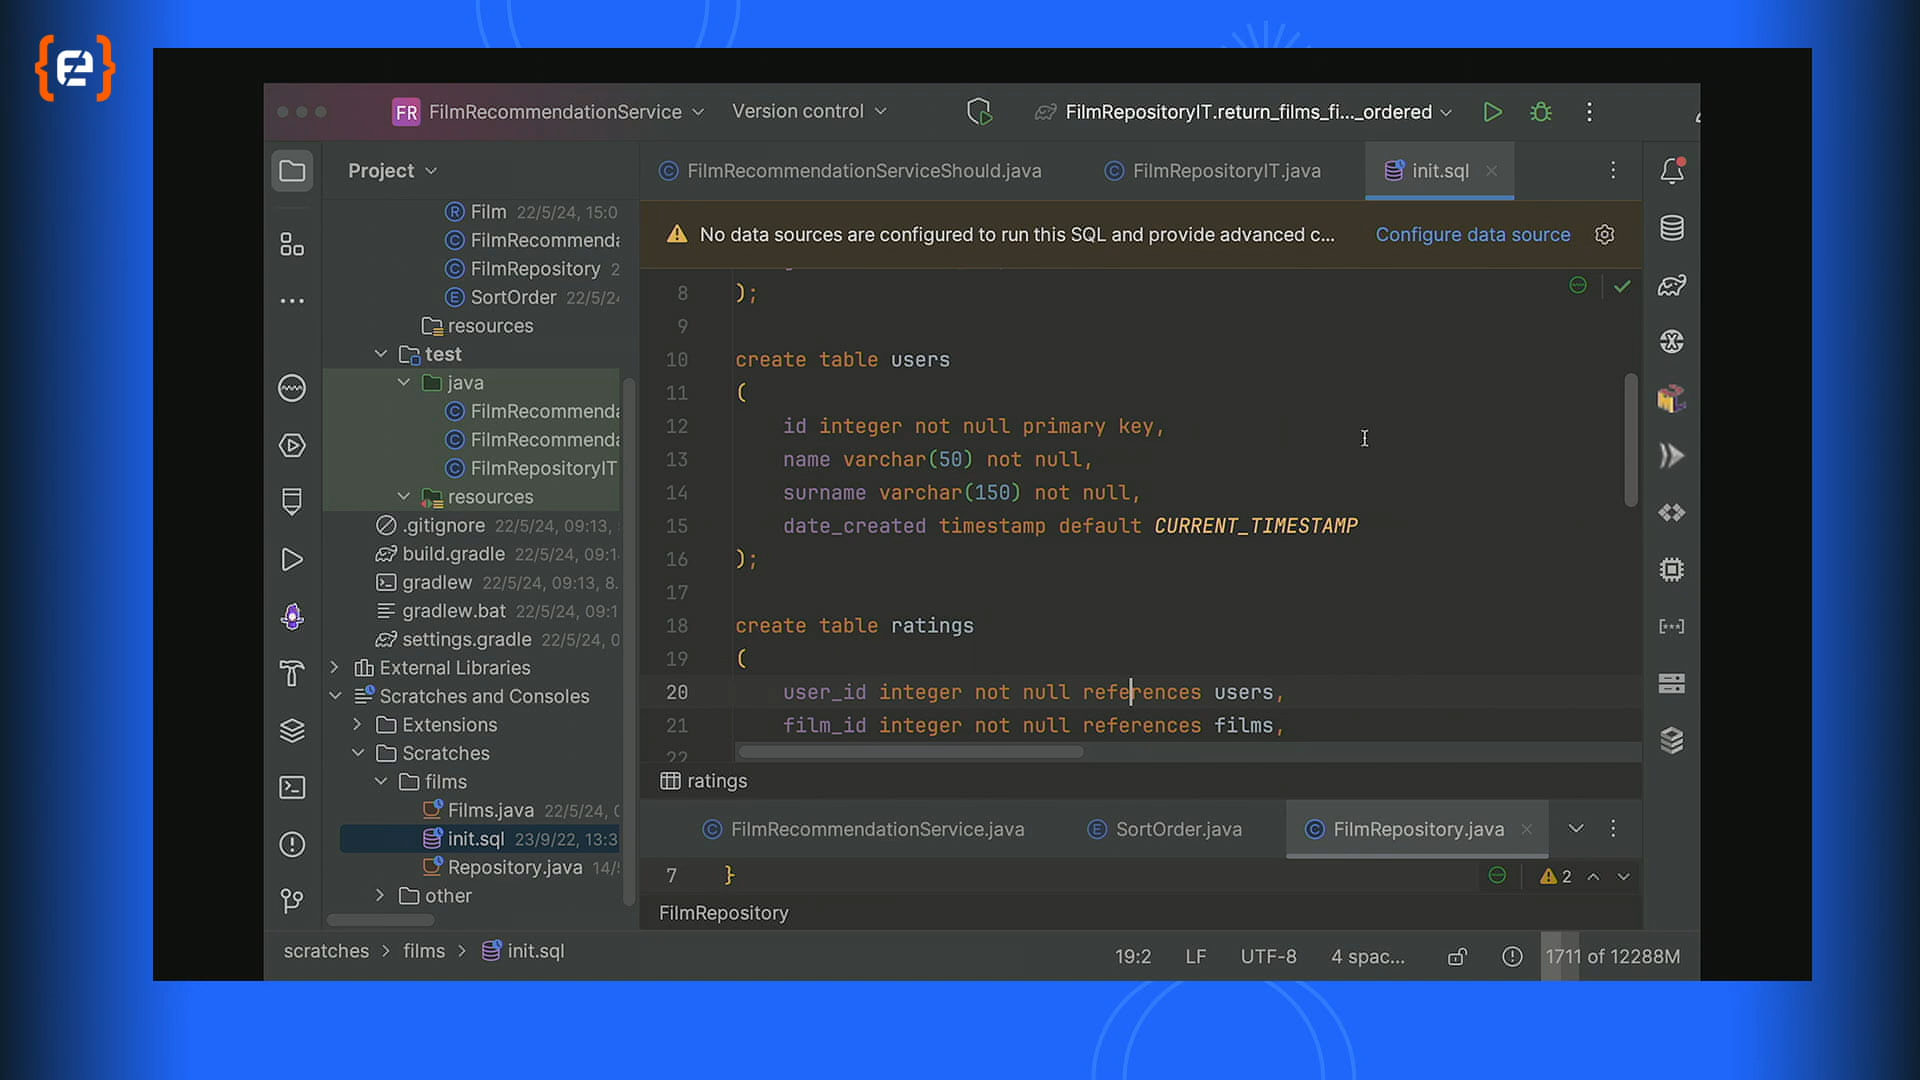 FR FilmRecommendationService Version control FilmRepositoryIT.return_films_fi..._ordered
Project
FilmRecommendationServiceShould.java FilmRepositoryIT.java init.sql
No data sources are configured to run this SQL and provide advanced c... Configure data source
Film 22/5/24, 15:0
FilmRecommenda
FilmRepository 2
SortOrder 22/5/24
resources
test
java
FilmRecommenda
FilmRecommenda
FilmRepositoryIT
resources
.gitignore 22/5/24, 09:13,
build.gradle 22/5/24, 09:1
gradlew 22/5/24, 09:13, 8.
gradlew.bat 22/5/24, 09:1
settings.gradle 22/5/24, 0
External Libraries
Scratches and Consoles
Extensions
Scratches
films
Films.java 22/5/24, 0
init.sql 23/9/22, 13:3
Repository.java 14/
other
8 );
9
10 create table users
11 (
12 id integer not null primary key,
13 name varchar(50) not null,
14 surname varchar(150) not null,
15 date_created timestamp default CURRENT_TIMESTAMP
16 );
17
18 create table ratings
19 (
20 user_id integer not null references users,
21 film_id integer not null references films,
22
ratings
FilmRecommendationService.java SortOrder.java FilmRepository.java
7 } 2
FilmRepository
scratches > films > init.sql 19:2 LF UTF-8 4 spac... 1711 of 12288M